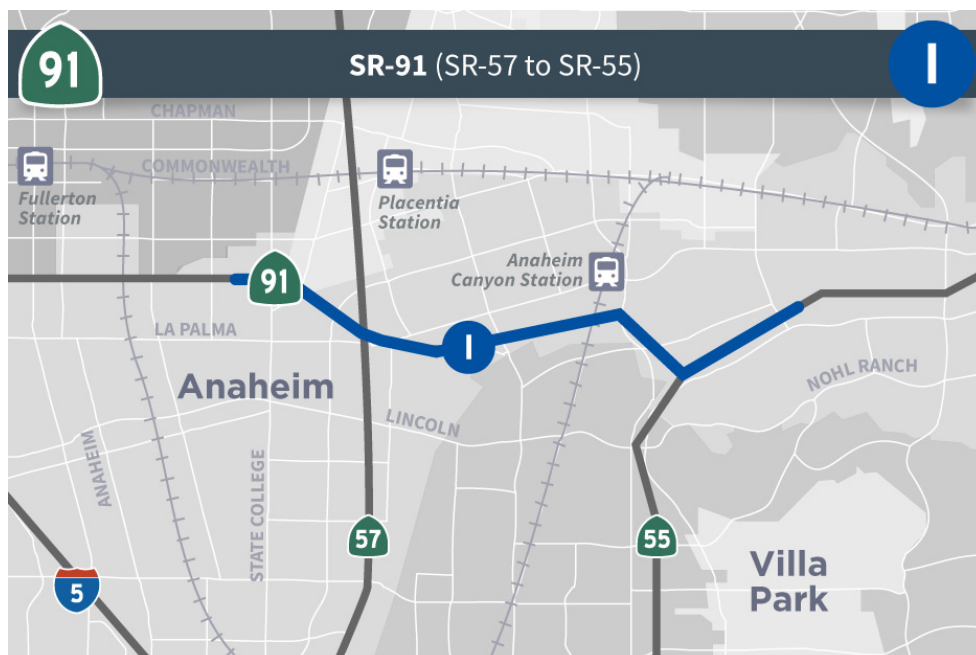 91
SR-91 (SR-57 to SR-55)
I
CHAPMAN
COMMONWEALTH
Fullerton
Station
Placentia
Station
Anaheim
Canyon Station
91
LA PALMA
I
NOHL RANCH
Anaheim
LINCOLN
ANAHEIM
STATE COLLEGE
57
55
5
Villa
Park